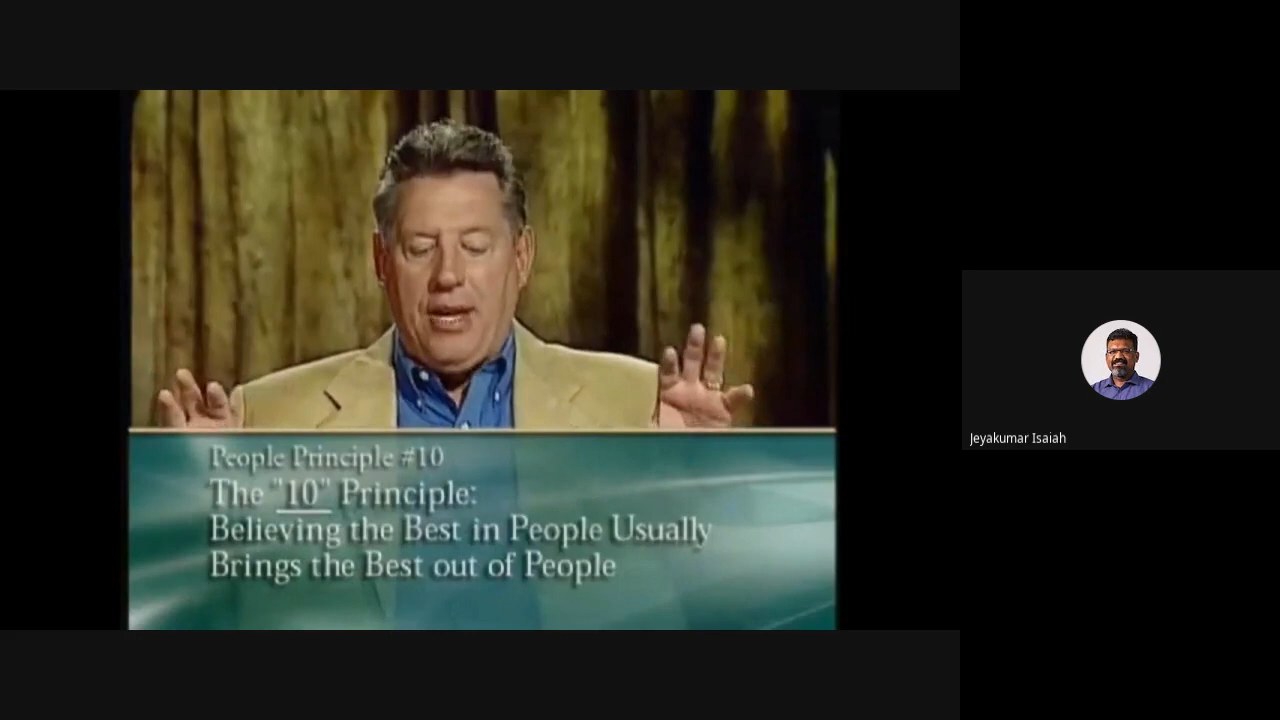 People Principle #10
The "10" Principle:
Believing the Best in People Usually
Brings the Best out of People
Jeyakumar Isaiah